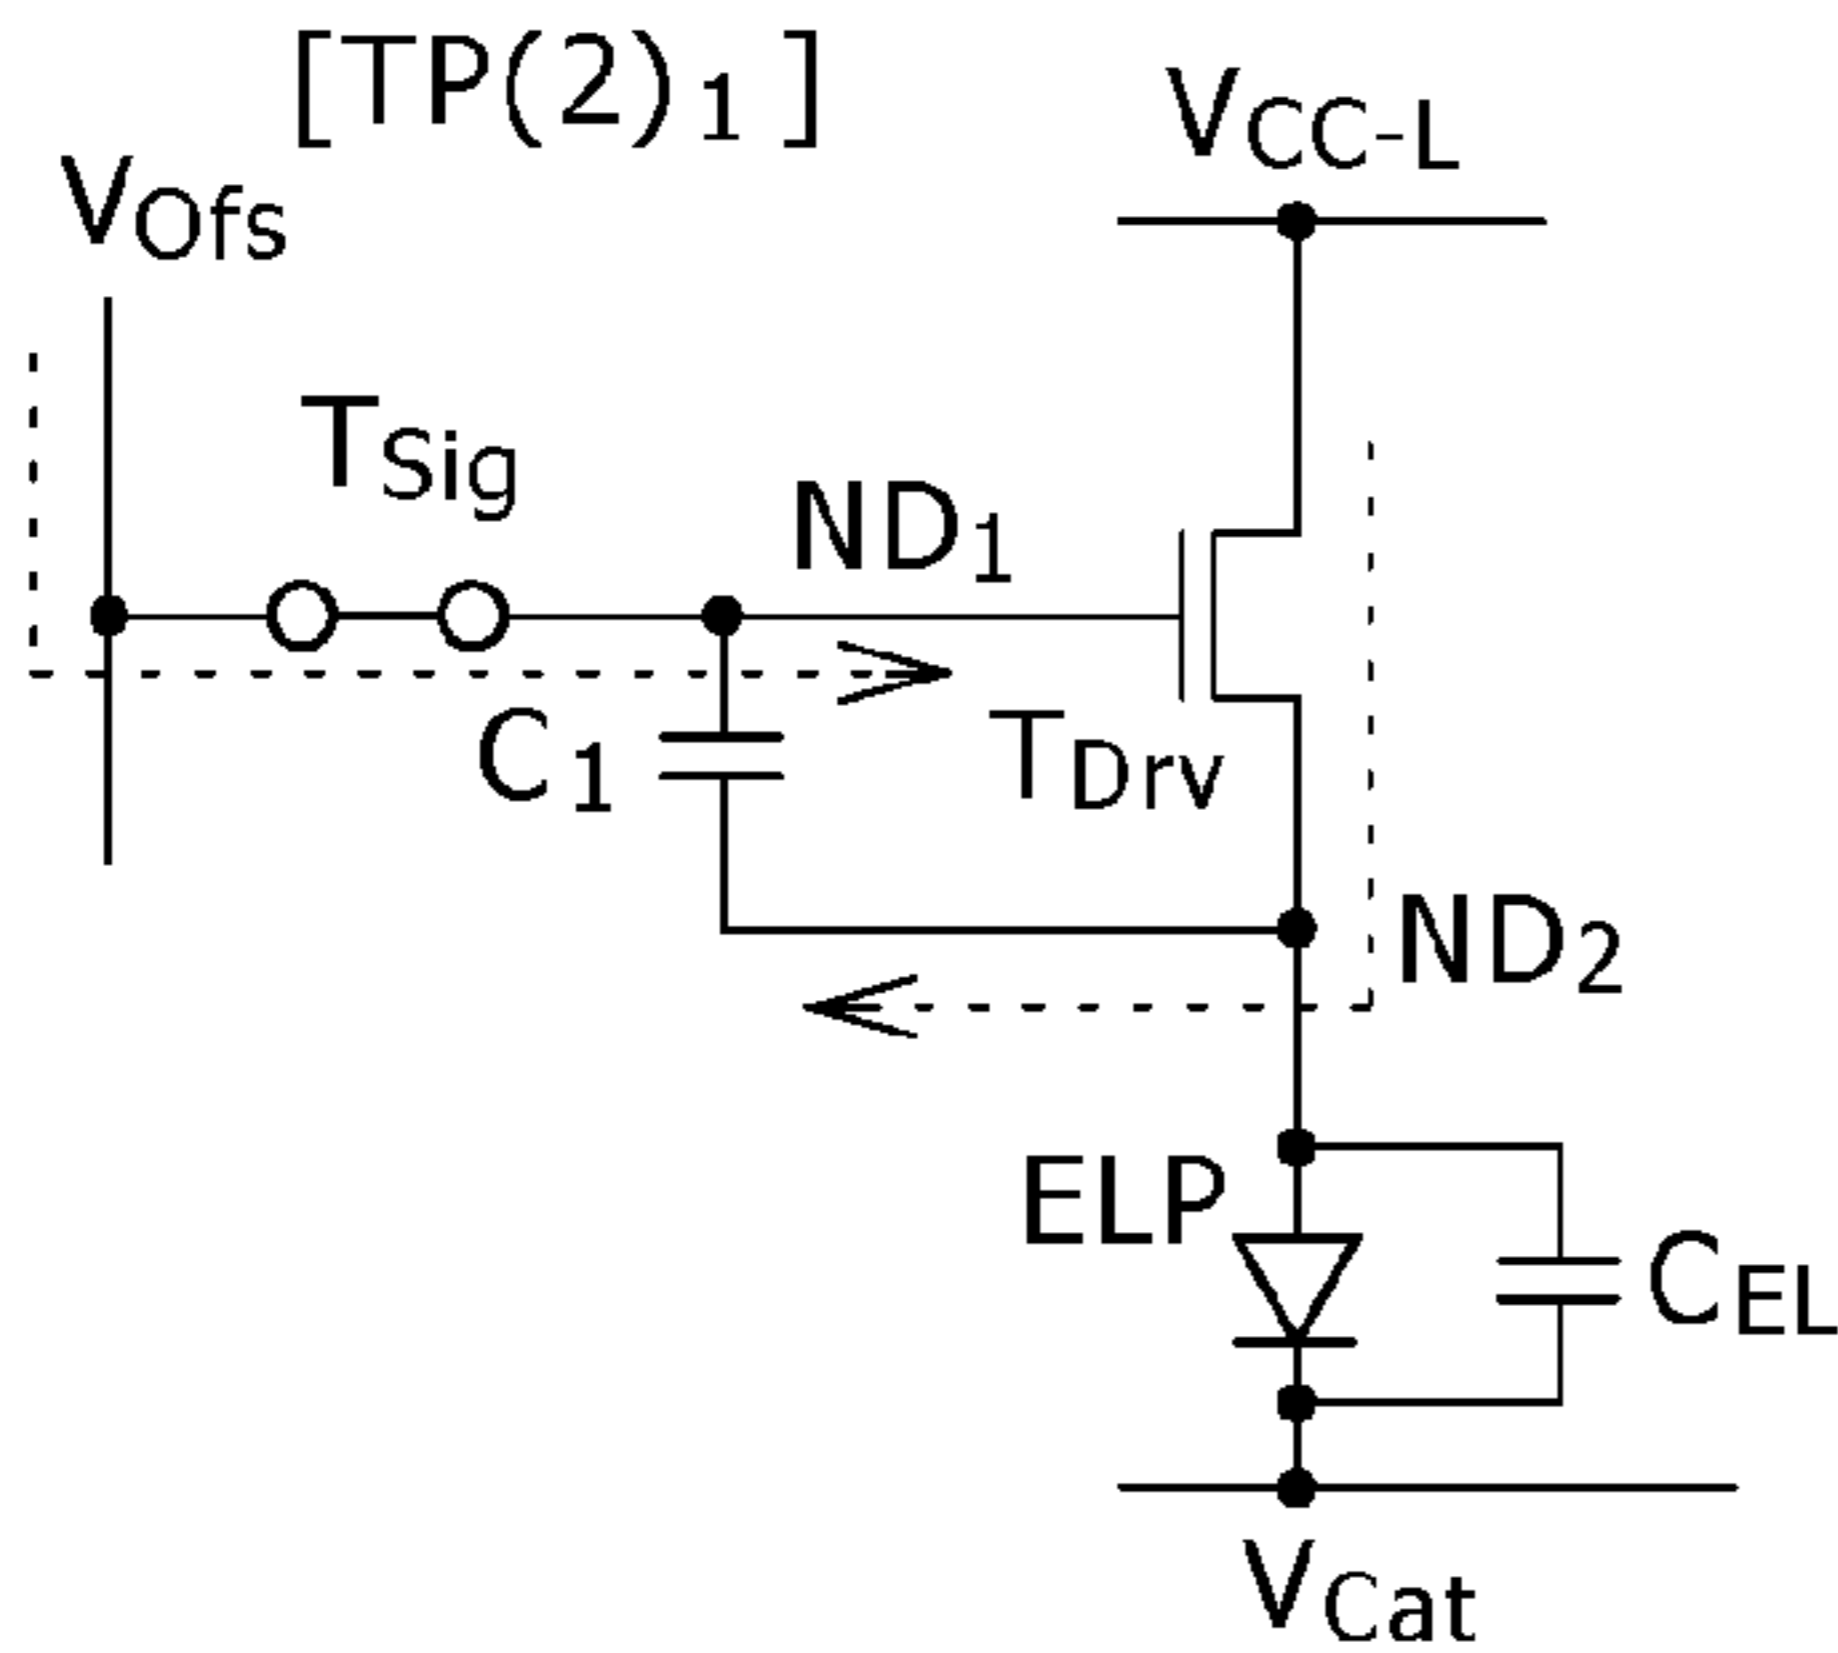 [TP(2)1]
VCC-L
VOfs
TSig
ND1
C1
TDrv
ND2
ELP
CEL
VCat